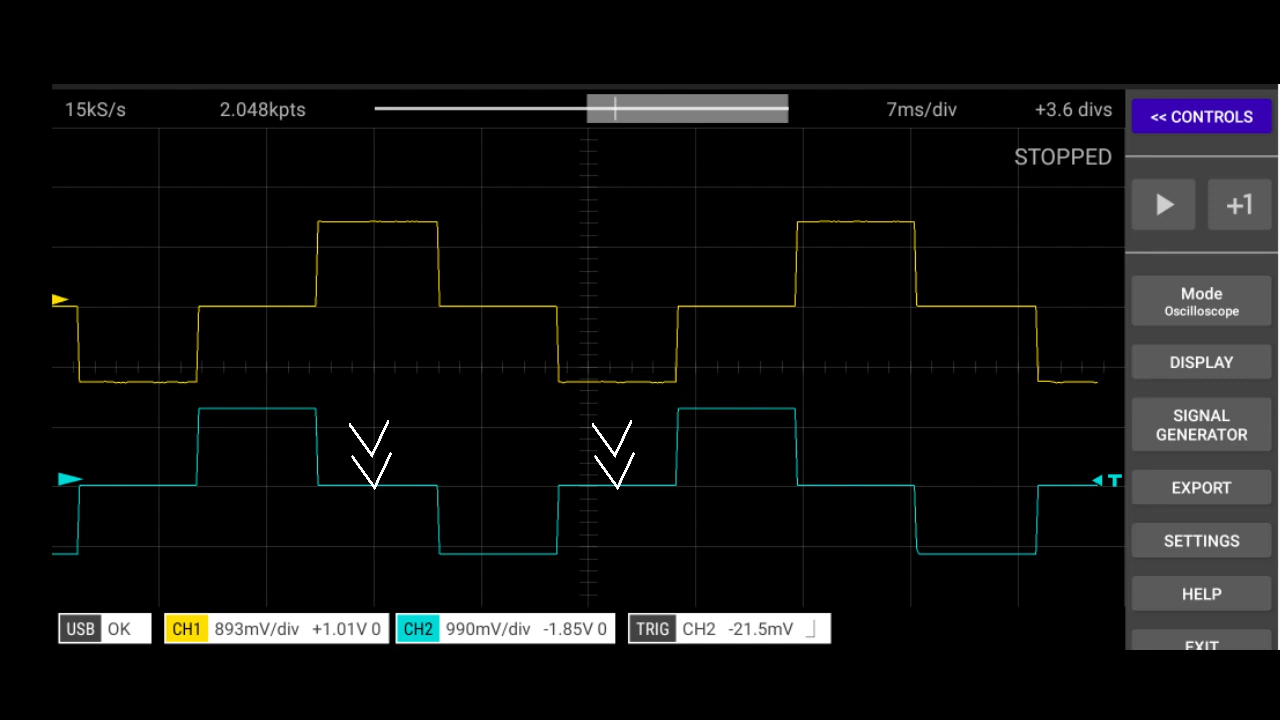 15kS/s 2.048kpts 7ms/div +3.6 divs
<< CONTROLS
STOPPED
+1
Mode
Oscilloscope
DISPLAY
SIGNAL
GENERATOR
T
EXPORT
SETTINGS
HELP
USB OK CH1 893mV/div +1.01V 0 CH2 990mV/div -1.85V 0 TRIG CH2 -21.5mV
EXIT